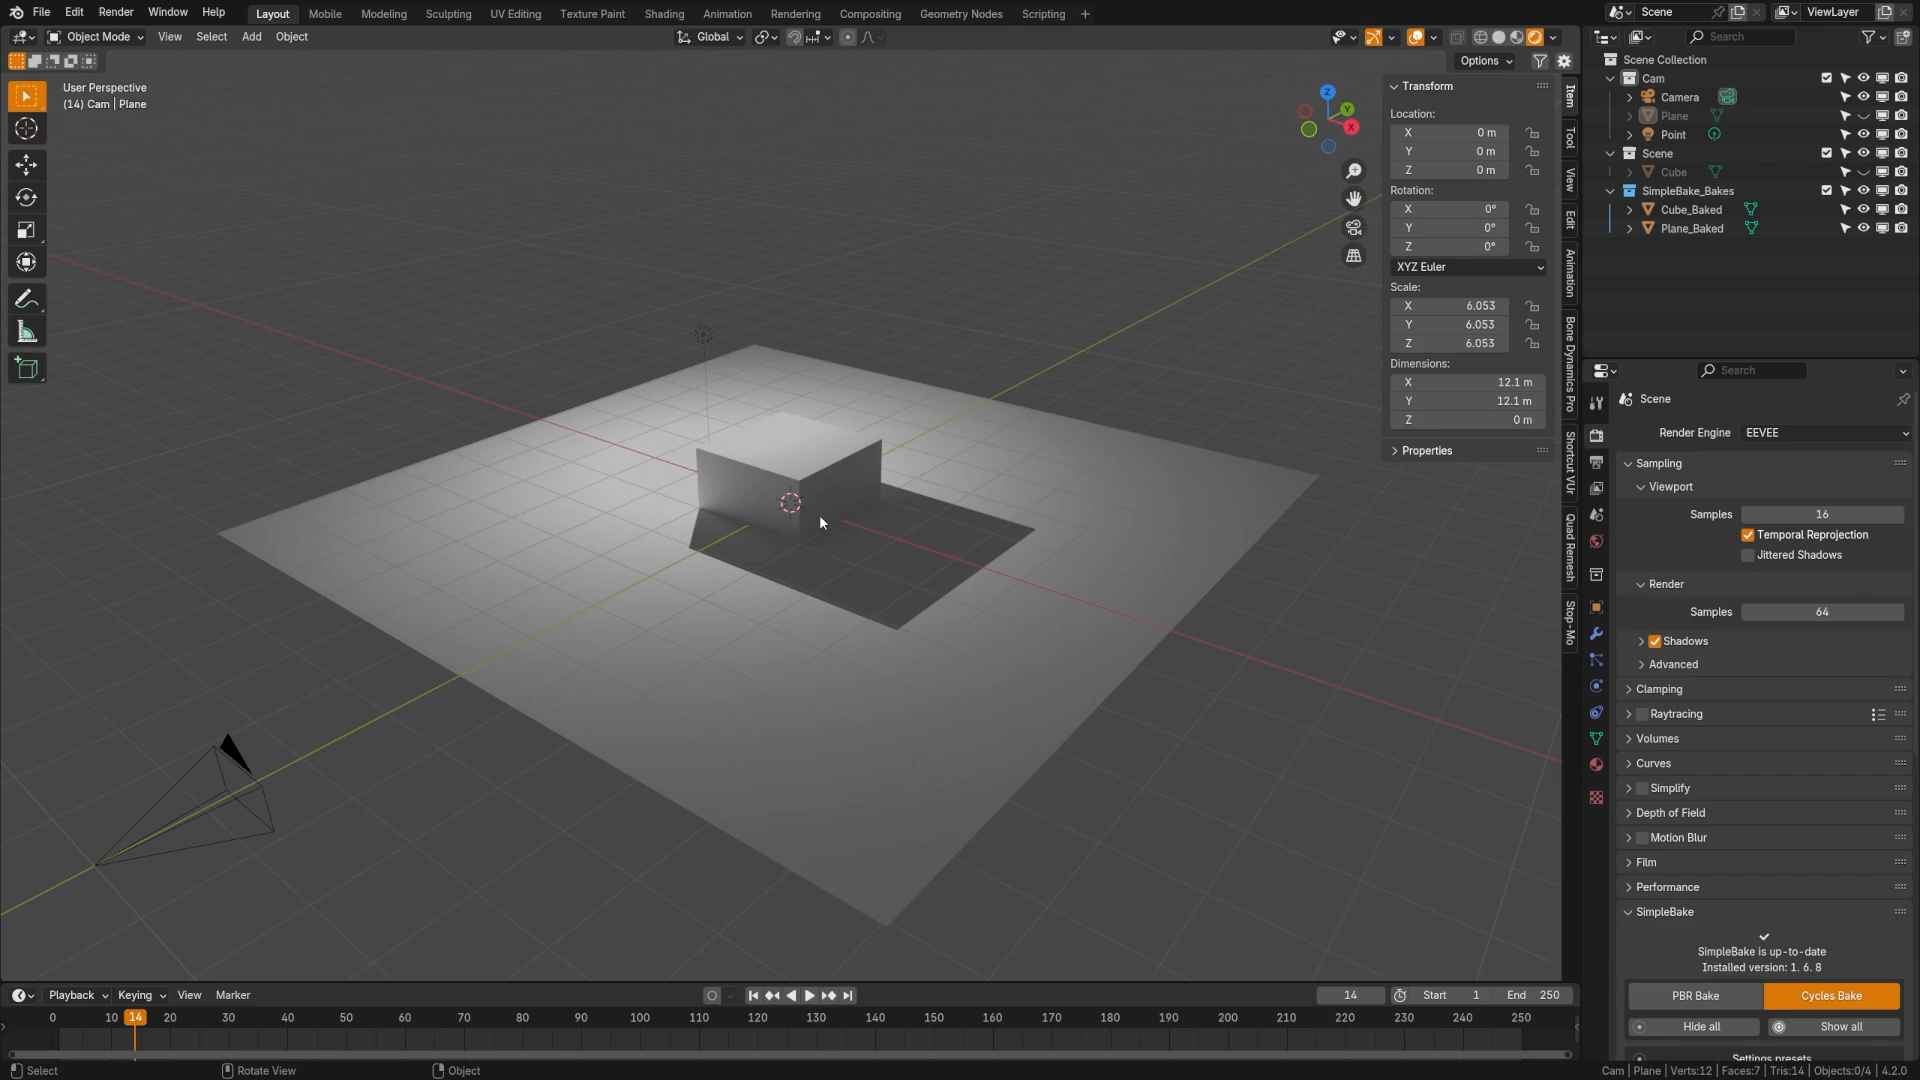 File Edit Render Window Help
Layout Mobile Modeling Sculpting UV Editing Texture Paint Shading Animation Rendering Compositing Geometry Nodes Scripting +
Scene ViewLayer
Object Mode View Select Add Object
Global
Search
Options
User Perspective
(14) Cam | Plane
Z
Y
X
Transform
Location:
X 0 m
Y 0 m
Z 0 m
Rotation:
X 0°
Y 0°
Z 0°
XYZ Euler
Scale:
X 6.053
Y 6.053
Z 6.053
Dimensions:
X 12.1 m
Y 12.1 m
Z 0 m
Properties
Item
Tool
View
Edit
Animation
Bone Dynamics Pro
Shortcut VUr
Quad Remesh
Stop-Mo
Scene Collection
Cam
Camera
Plane
Point
Scene
Cube
SimpleBake_Bakes
Cube_Baked
Plane_Baked
Search
Scene
Render Engine EEVEE
Sampling
Viewport
Samples 16
Temporal Reprojection
Jittered Shadows
Render
Samples 64
Shadows
Advanced
Clamping
Raytracing
Volumes
Curves
Simplify
Depth of Field
Motion Blur
Film
Performance
SimpleBake
SimpleBake is up-to-date
Installed version: 1. 6. 8
PBR Bake Cycles Bake
Hide all Show all
Settings presets
Playback Keying View Marker
14 Start 1 End 250
0 10 14 20 30 40 50 60 70 80 90 100 110 120 130 140 150 160 170 180 190 200 210 220 230 240 250
Select Rotate View Object
Cam | Plane | Verts:12 | Faces:7 | Tris:14 | Objects:0/4 | 4.2.0